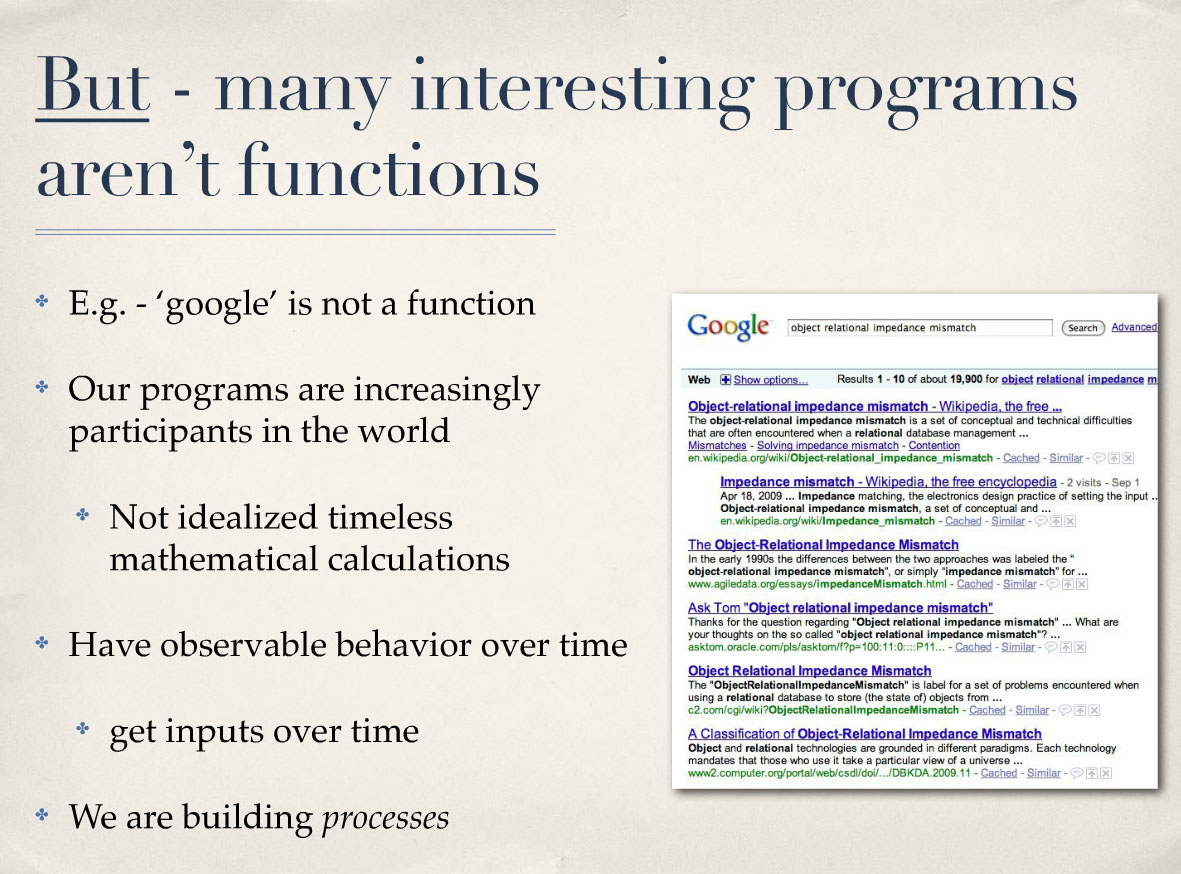 But - many interesting programs
aren't functions
E.g. - 'google' is not a function
Our programs are increasingly
participants in the world
Not idealized timeless
mathematical calculations
Have observable behavior over time
get inputs over time
We are building processes
Google™ object relational impedance mismatch Search Advanced
Web Show options... Results 1 - 10 of about 19,900 for object relational impedance m
Object-relational impedance mismatch - Wikipedia, the free ...
The object-relational impedance mismatch is a set of conceptual and technical difficulties
that are often encountered when a relational database management ...
Mismatches - Solving impedance mismatch - Contention
en.wikipedia.org/wiki/Object-relational_impedance_mismatch - Cached - Similar -
Impedance mismatch - Wikipedia, the free encyclopedia - 2 visits - Sep 1
Apr 18, 2009 ... Impedance matching, the electronics design practice of setting the input ..
Object-relational impedance mismatch, a set of conceptual and ...
en.wikipedia.org/wiki/Impedance_mismatch - Cached - Similar -
The Object-Relational Impedance Mismatch
In the early 1990s the differences between the two approaches was labeled the "
object-relational impedance mismatch", or simply "impedance mismatch" for ...
www.agiledata.org/essays/impedanceMismatch.html - Cached - Similar -
Ask Tom "Object relational impedance mismatch"
Thanks for the question regarding "Object relational impedance mismatch" ... What are
your thoughts on the so called "object relational impedance mismatch"? ...
asktom.oracle.com/pls/asktom/f?p=100:11:0::::P11... - Cached - Similar -
Object Relational Impedance Mismatch
The "ObjectRelationalImpedanceMismatch" is label for a set of problems encountered when
using a relational database to store (the state of) objects from ...
c2.com/cgi/wiki?ObjectRelationalImpedanceMismatch - Cached - Similar -
A Classification of Object-Relational Impedance Mismatch
Object and relational technologies are grounded in different paradigms. Each technology
mandates that those who use it take a particular view of a universe ...
www2.computer.org/portal/web/csdl/doi/.../DBKDA.2009.11 - Cached - Similar -